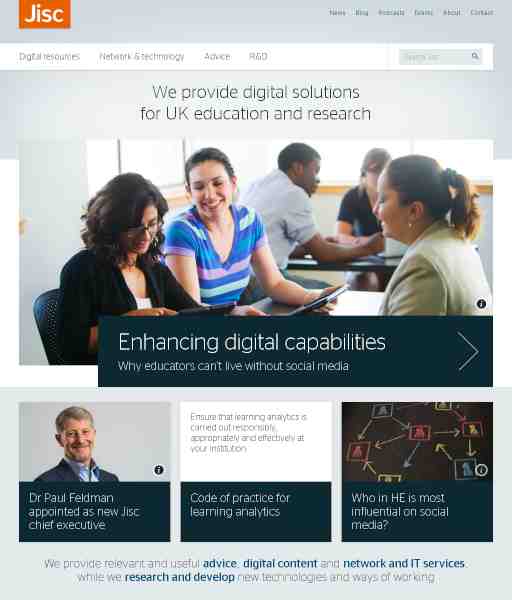 Jisc
News Blog Podcasts Events About Contact
Digital resources Network & technology Advice R&D
Search Jisc
We provide digital solutions
for UK education and research
Enhancing digital capabilities
Why educators can't live without social media
Ensure that learning analytics is
carried out responsibly,
appropriately and effectively at
your institution.
Dr Paul Feldman
appointed as new Jisc
chief executive
Code of practice for
learning analytics
Who in HE is most
influential on social
media?
We provide relevant and useful advice, digital content and network and IT services,
while we research and develop new technologies and ways of working